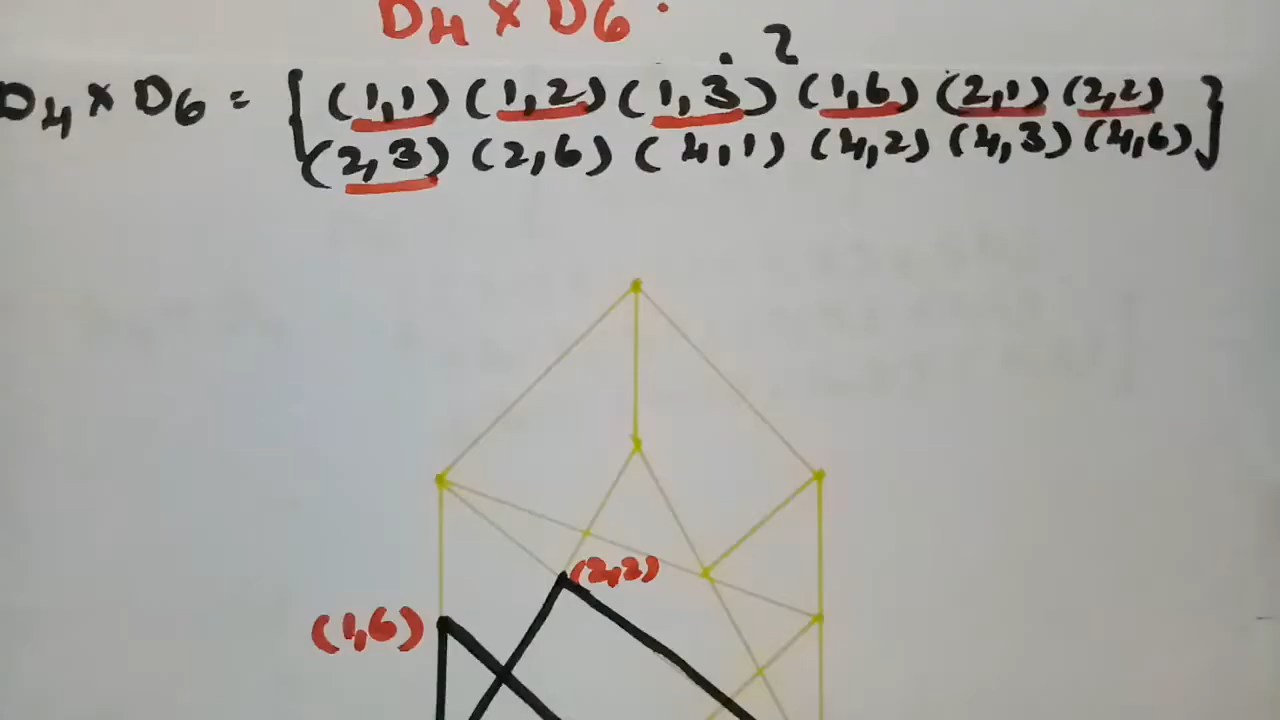 D4 × D6 .
. 2
D4 × D6 = { (1,1) (1,2) (1,3) (1,6) (2,1) (2,2)
(2,3) (2,6) (4,1) (4,2) (4,3) (4,6) }
(2,2)
(1,6)